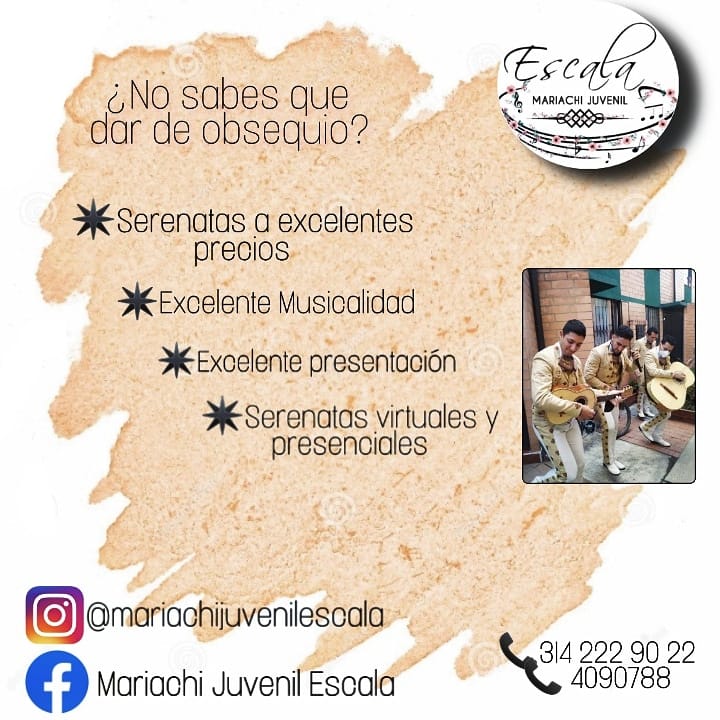 Escala
MARIACHI JUVENIL
¿No sabes que
dar de obsequio?
Serenatas a excelentes
precios
Excelente Musicalidad
Excelente presentación
Serenatas virtuales y
presenciales
@mariachijuvenilescala
Mariachi Juvenil Escala
314 222 90 22
4090788